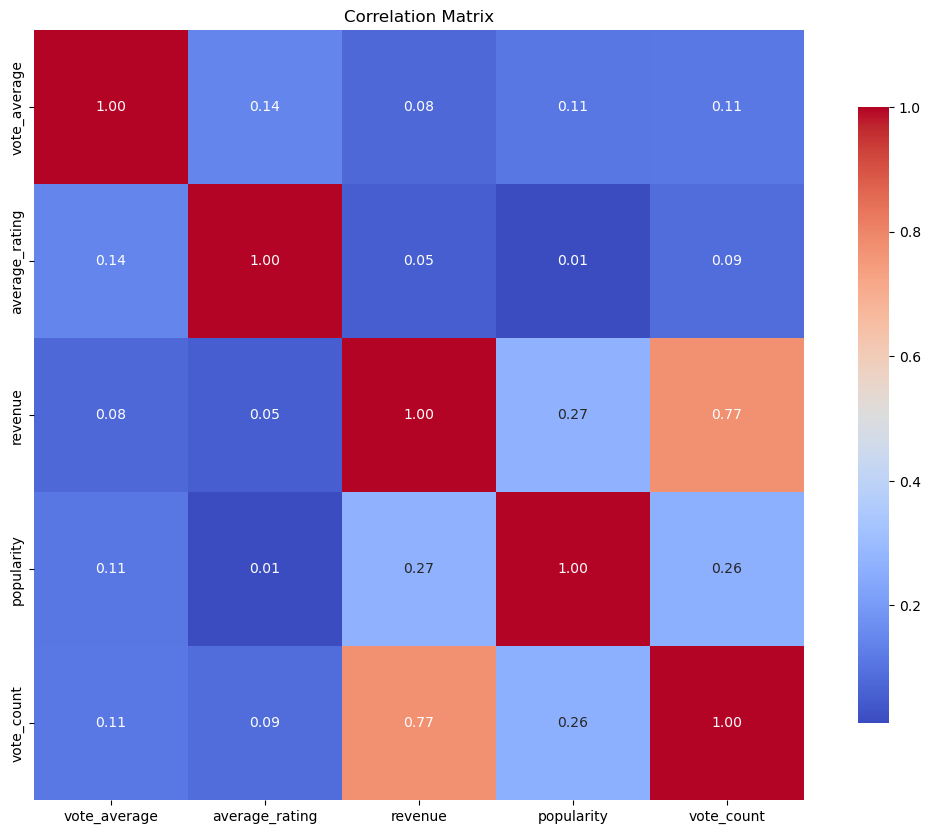 Correlation Matrix
vote_average 1.00 0.14 0.08 0.11 0.11
average_rating 0.14 1.00 0.05 0.01 0.09
revenue 0.08 0.05 1.00 0.27 0.77
popularity 0.11 0.01 0.27 1.00 0.26
vote_count 0.11 0.09 0.77 0.26 1.00
vote_average average_rating revenue popularity vote_count
1.0
0.8
0.6
0.4
0.2